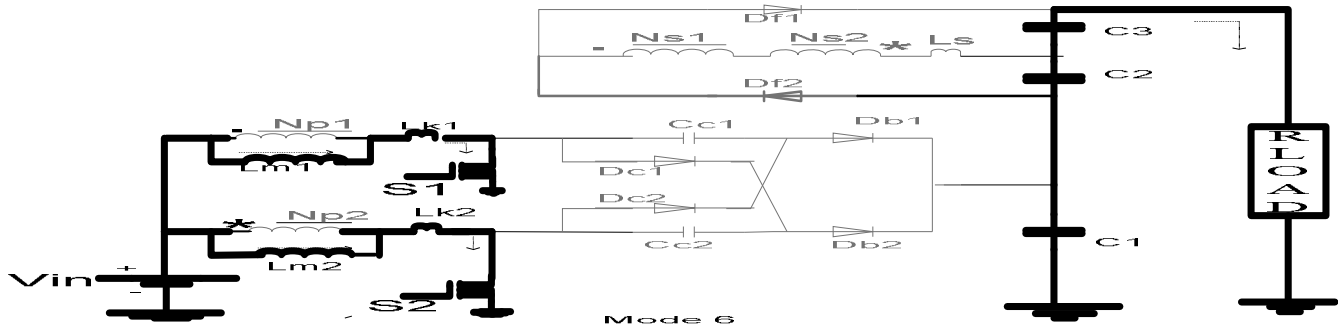 Df1
C3
Ns1
Ns2
*
Ls
C2
Df2
Np1
Lk1
Cc1
Db1
Lm1
Dc1
S1
RLOAD
Dc2
*
Np2
Lk2
Cc2
Db2
C1
Lm2
Vin
+
-
S2
Mode 6